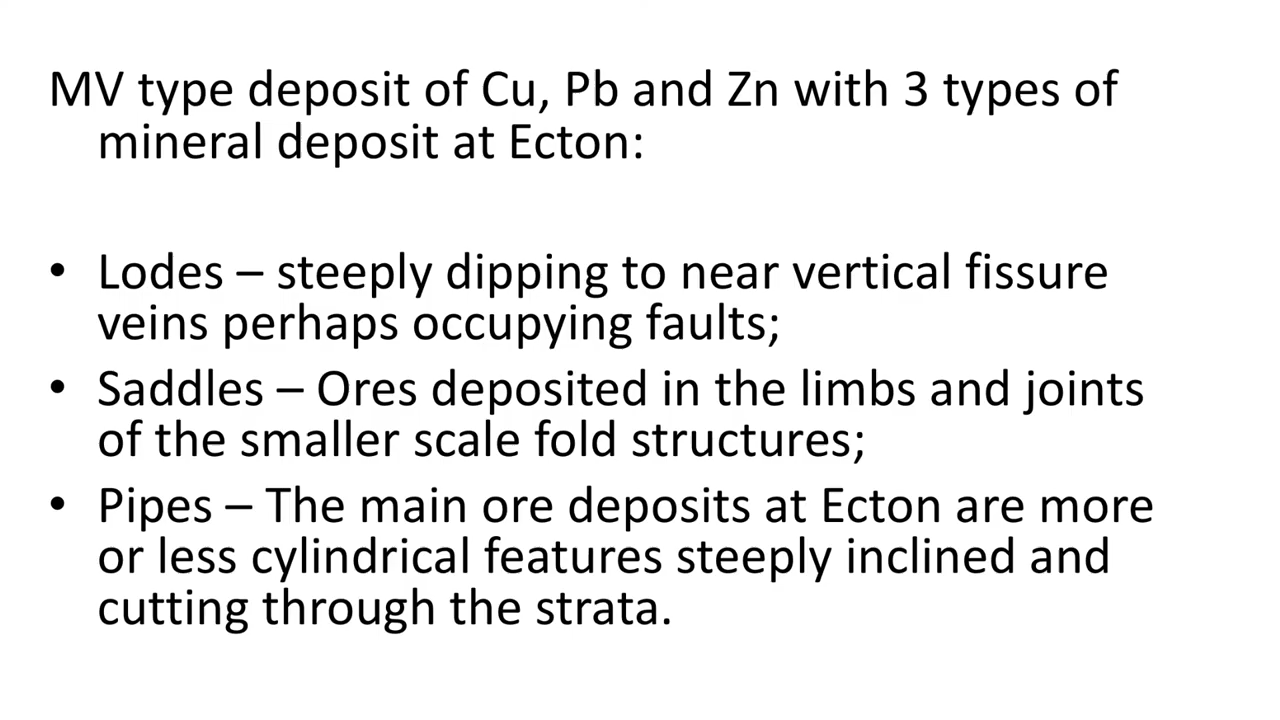 MV type deposit of Cu, Pb and Zn with 3 types of
mineral deposit at Ecton:
• Lodes – steeply dipping to near vertical fissure
veins perhaps occupying faults;
• Saddles – Ores deposited in the limbs and joints
of the smaller scale fold structures;
• Pipes – The main ore deposits at Ecton are more
or less cylindrical features steeply inclined and
cutting through the strata.